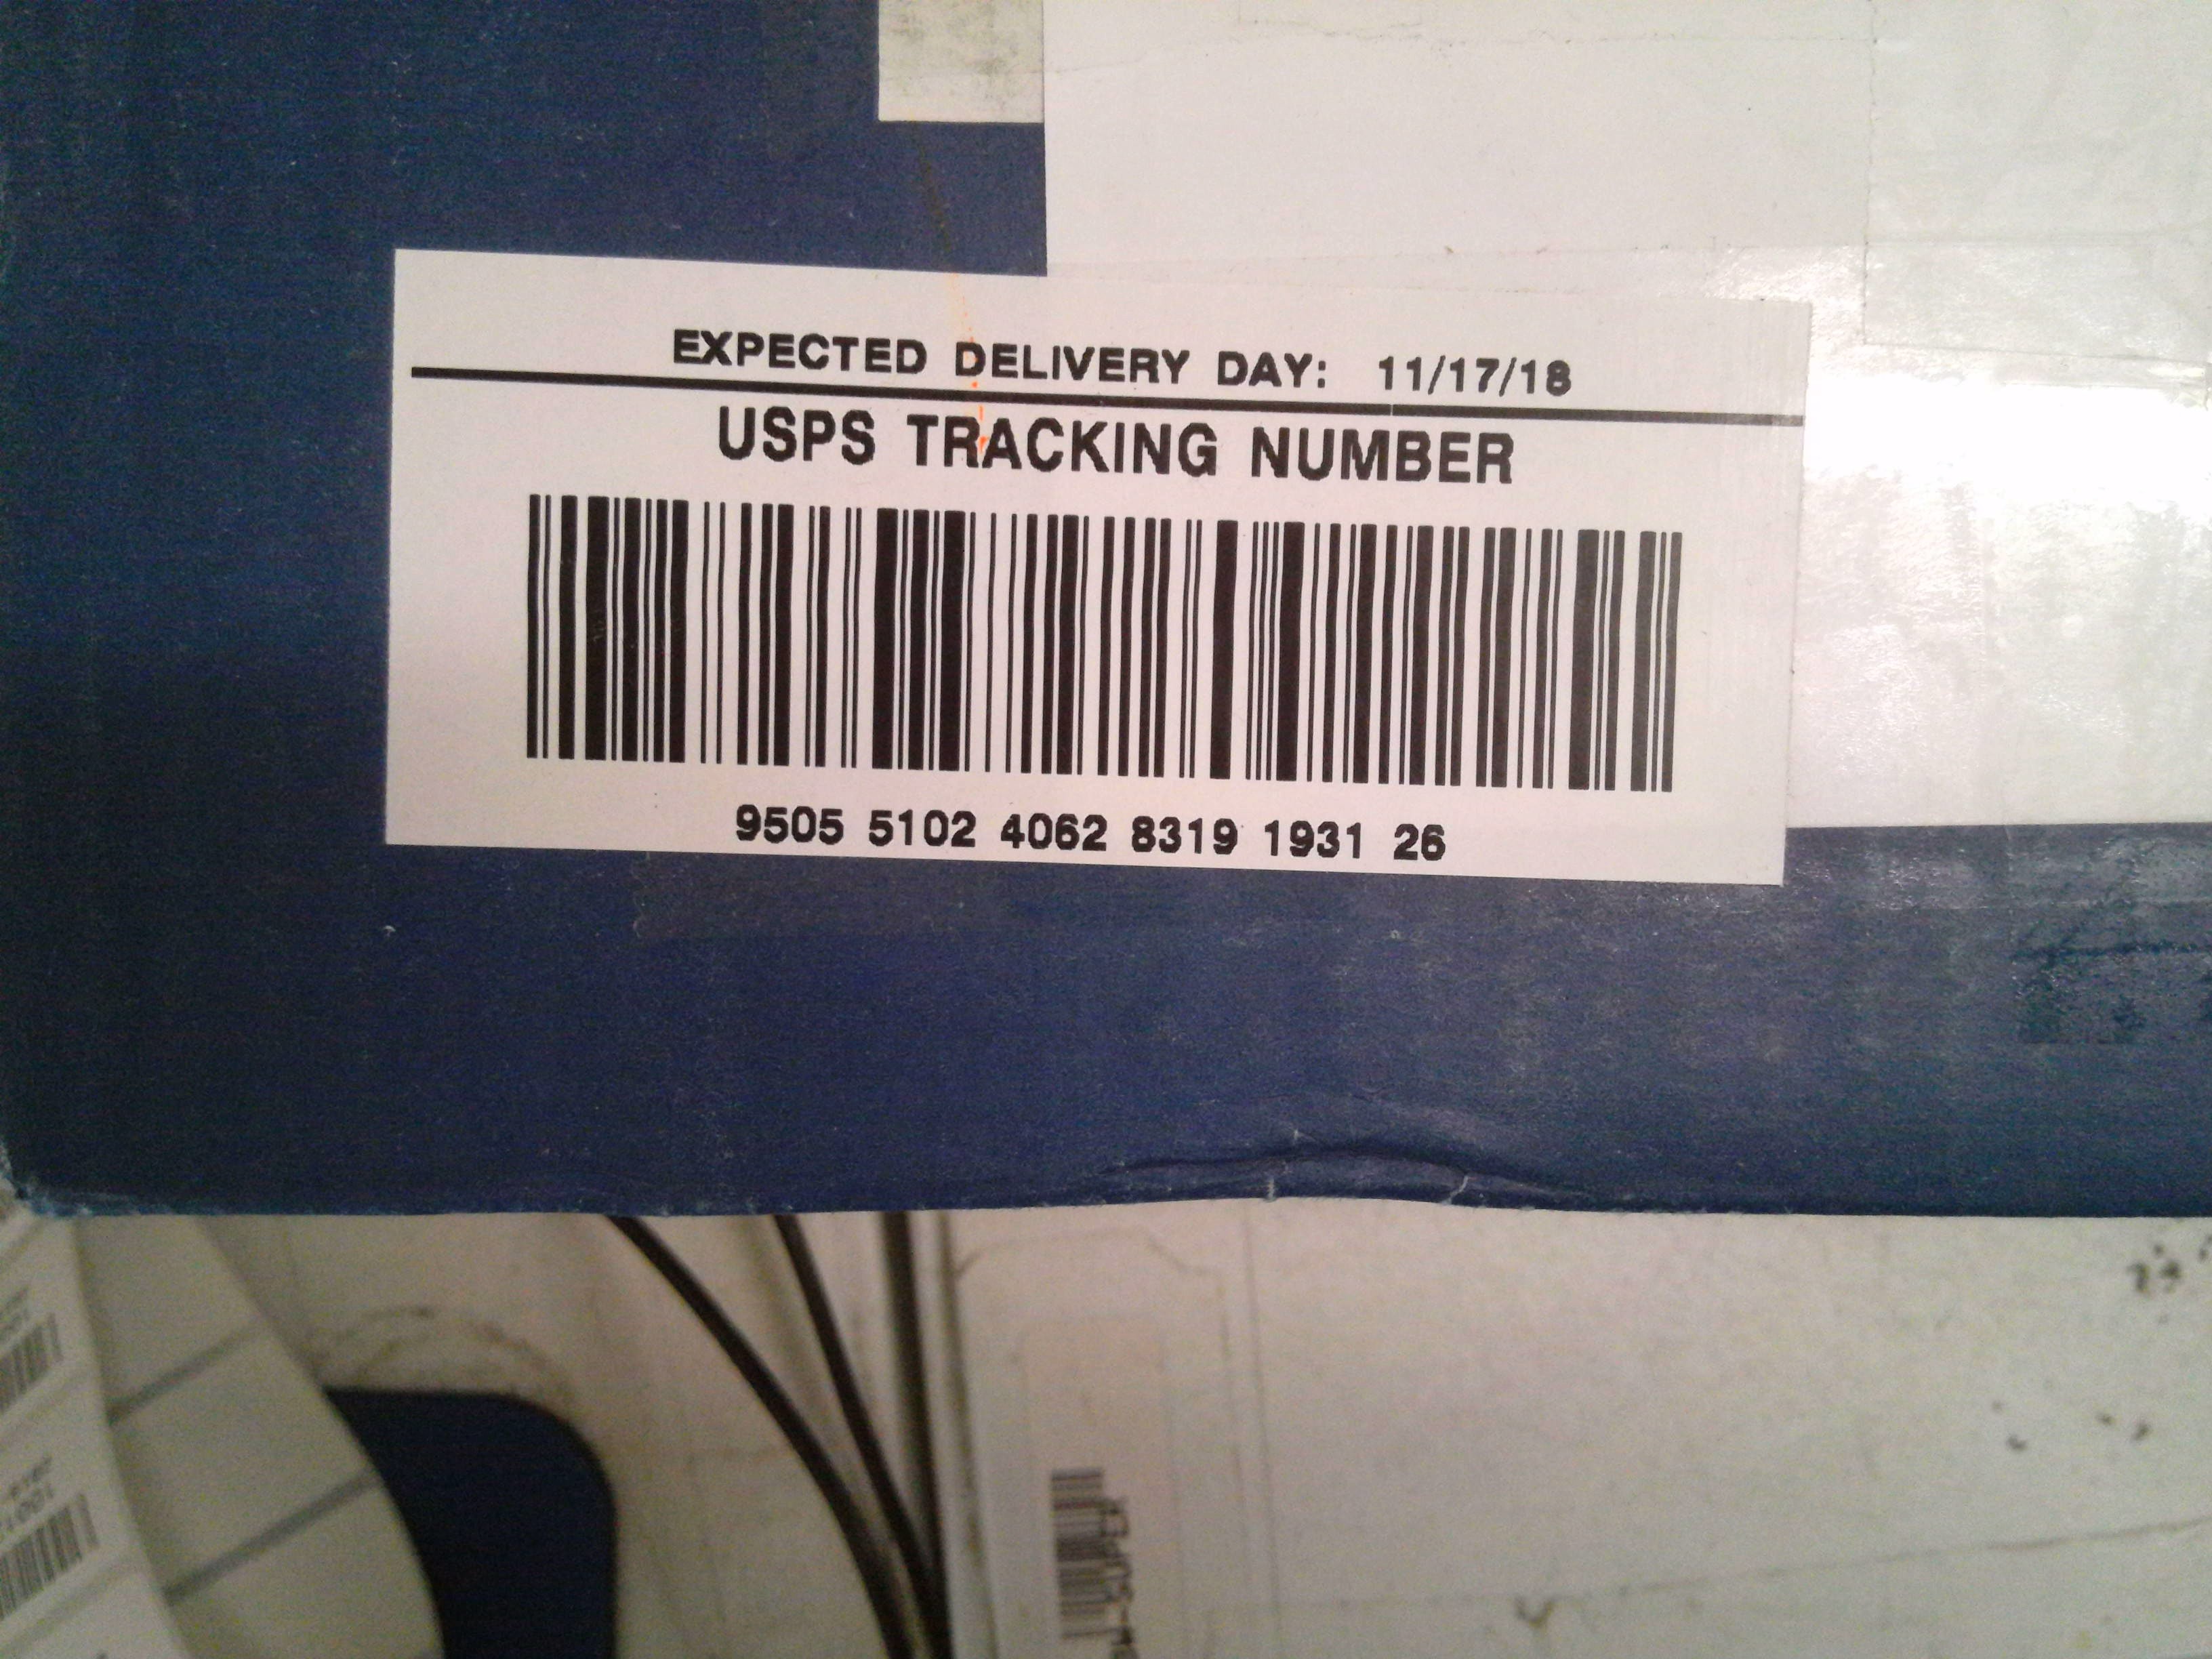 EXPECTED DELIVERY DAY: 11/17/18
USPS TRACKING NUMBER
9505 5102 4062 8319 1931 26